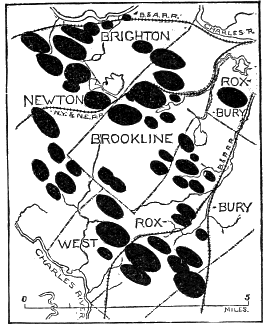 B.&A.R.R.
CHARLES R.
BRIGHTON
ROX-
BURY
NEWTON
N.Y. & N.E.R.R.
BROOKLINE
B.&P.R.R.
ROX-
BURY
WEST
CHARLES RIVER
0 5
MILES.